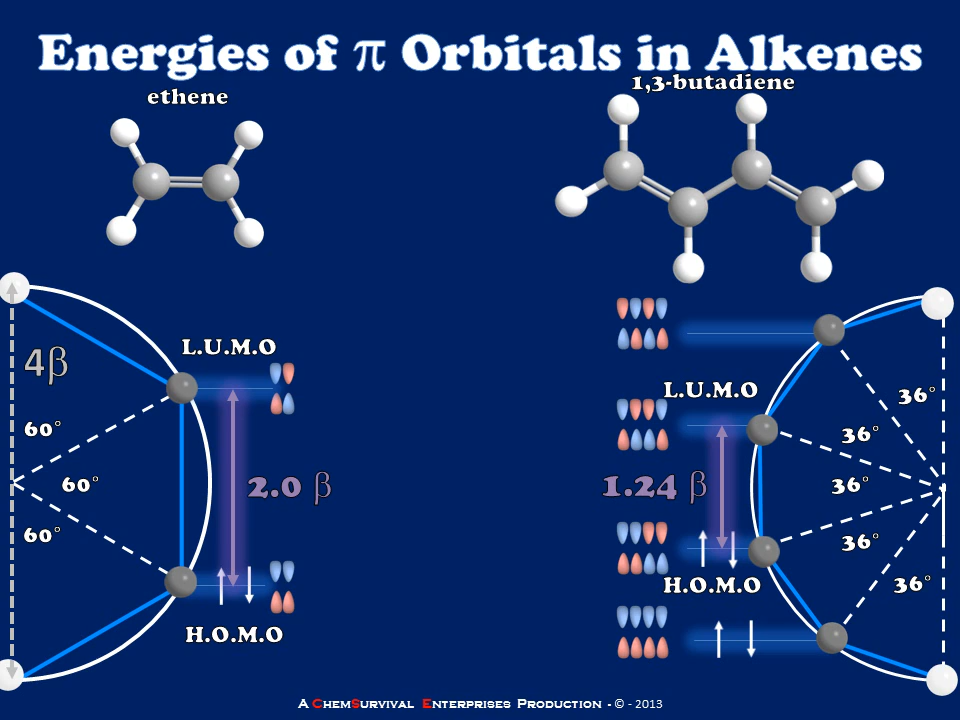 Energies of π Orbitals in Alkenes
ethene
1,3-butadiene
4β
60°
60°
60°
L.U.M.O
2.0 β
H.O.M.O
L.U.M.O
1.24 β
H.O.M.O
36°
36°
36°
36°
36°
A ChemSurvival Enterprises Production - © - 2013